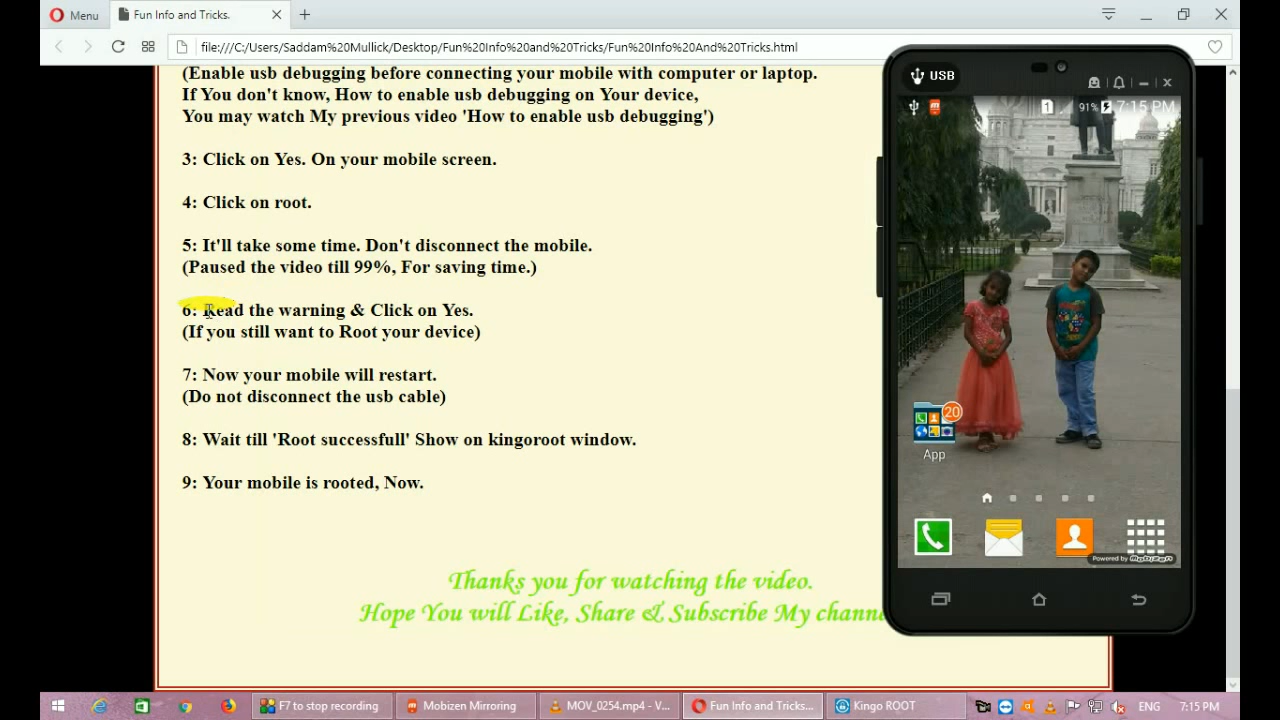 Menu
Fun Info and Tricks.
file:///C:/Users/Saddam%20Mullick/Desktop/Fun%20Info%20and%20Tricks/Fun%20Info%20And%20Tricks.html
(Enable usb debugging before connecting your mobile with computer or laptop.
If You don't know, How to enable usb debugging on Your device,
You may watch My previous video 'How to enable usb debugging')
3: Click on Yes. On your mobile screen.
4: Click on root.
5: It'll take some time. Don't disconnect the mobile.
(Paused the video till 99%, For saving time.)
6: Read the warning & Click on Yes.
(If you still want to Root your device)
7: Now your mobile will restart.
(Do not disconnect the usb cable)
8: Wait till 'Root successfull' Show on kingoroot window.
9: Your mobile is rooted, Now.
Thanks you for watching the video.
Hope You will Like, Share & Subscribe My channe
USB
1 91% 7:15 PM
20
App
Powered by Mobizen
F7 to stop recording
Mobizen Mirroring
MOV_0254.mp4 - V...
Fun Info and Tricks...
Kingo ROOT
ENG
7:15 PM